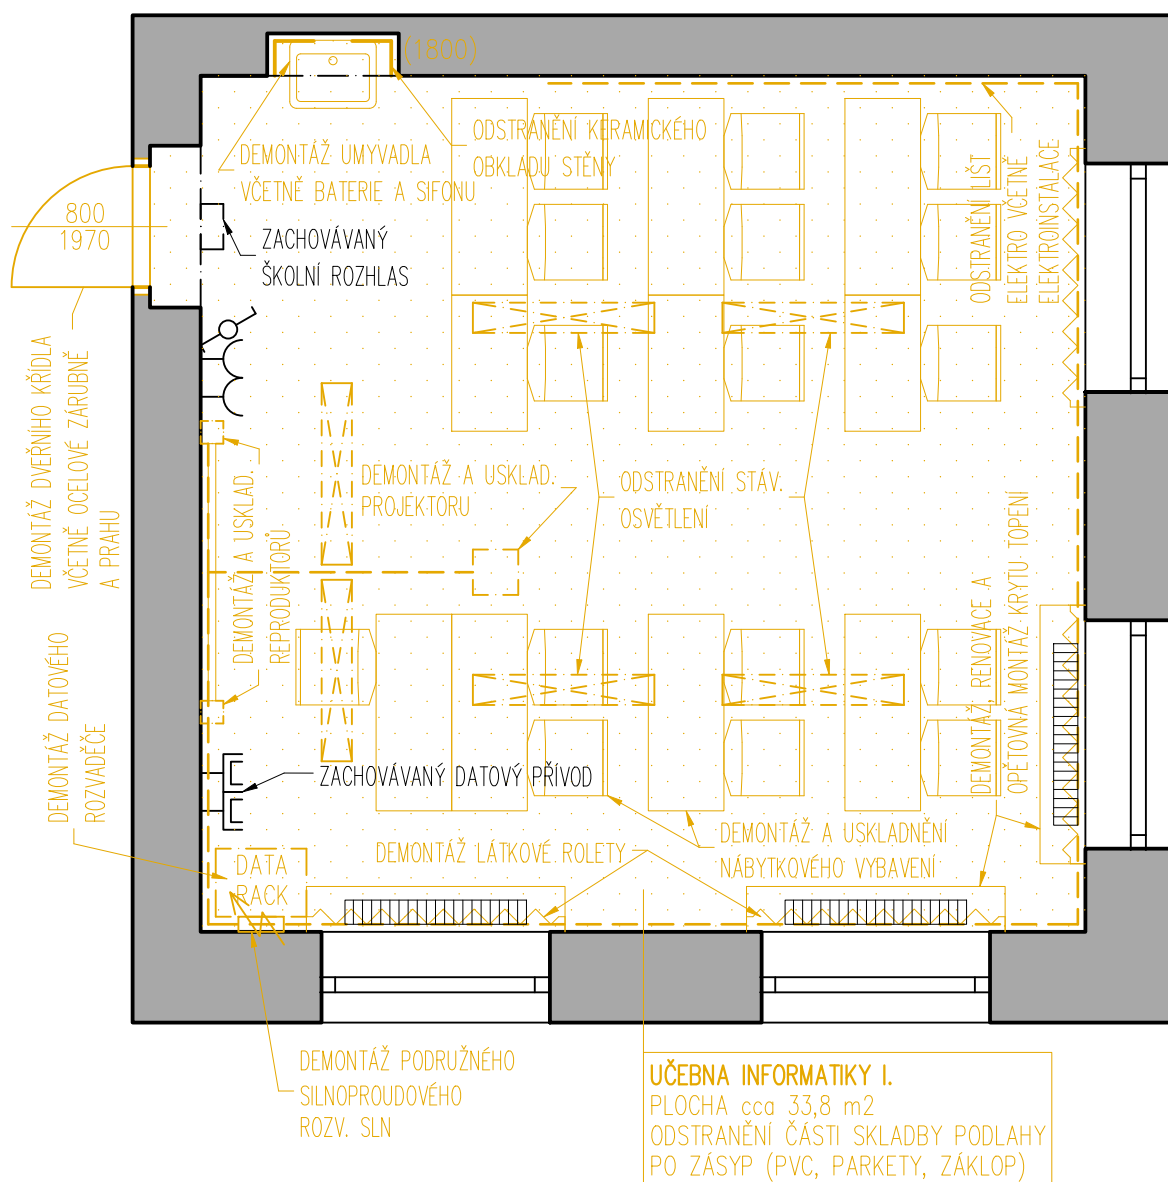 (1800)
ODSTRANĚNÍ KERAMICKÉHO
OBKLADU STĚNY
DEMONTÁŽ UMYVADLA
VČETNĚ BATERIE A SIFONU
ODSTRANĚNÍ LIŠT
ELEKTRO VČETNĚ
ELEKTROINSTALACE
800
1970
ZACHOVÁVANÝ
ŠKOLNÍ ROZHLAS
DEMONTÁŽ DVEŘNÍHO KŘÍDLA
VČETNĚ OCELOVÉ ZÁRUBNĚ
A PRAHU
DEMONTÁŽ A USKLAD.
REPRODUKTORŮ
DEMONTÁŽ A USKLAD.
PROJEKTORU
ODSTRANĚNÍ STÁV.
OSVĚTLENÍ
DEMONTÁŽ, RENOVACE A
OPĚTOVNÁ MONTÁŽ KRYTU TOPENÍ
DEMONTÁŽ DATOVÉHO
ROZVADĚČE
ZACHOVÁVANÝ DATOVÝ PŘÍVOD
DEMONTÁŽ A USKLADNĚNÍ
NÁBYTKOVÉHO VYBAVENÍ
DEMONTÁŽ LÁTKOVÉ ROLETY
DATA
RACK
DEMONTÁŽ PODRUŽNÉHO
SILNOPROUDOVÉHO
ROZV. SLN
UČEBNA INFORMATIKY I.
PLOCHA cca 33,8 m2
ODSTRANĚNÍ ČÁSTI SKLADBY PODLAHY
PO ZÁSYP (PVC, PARKETY, ZÁKLOP)